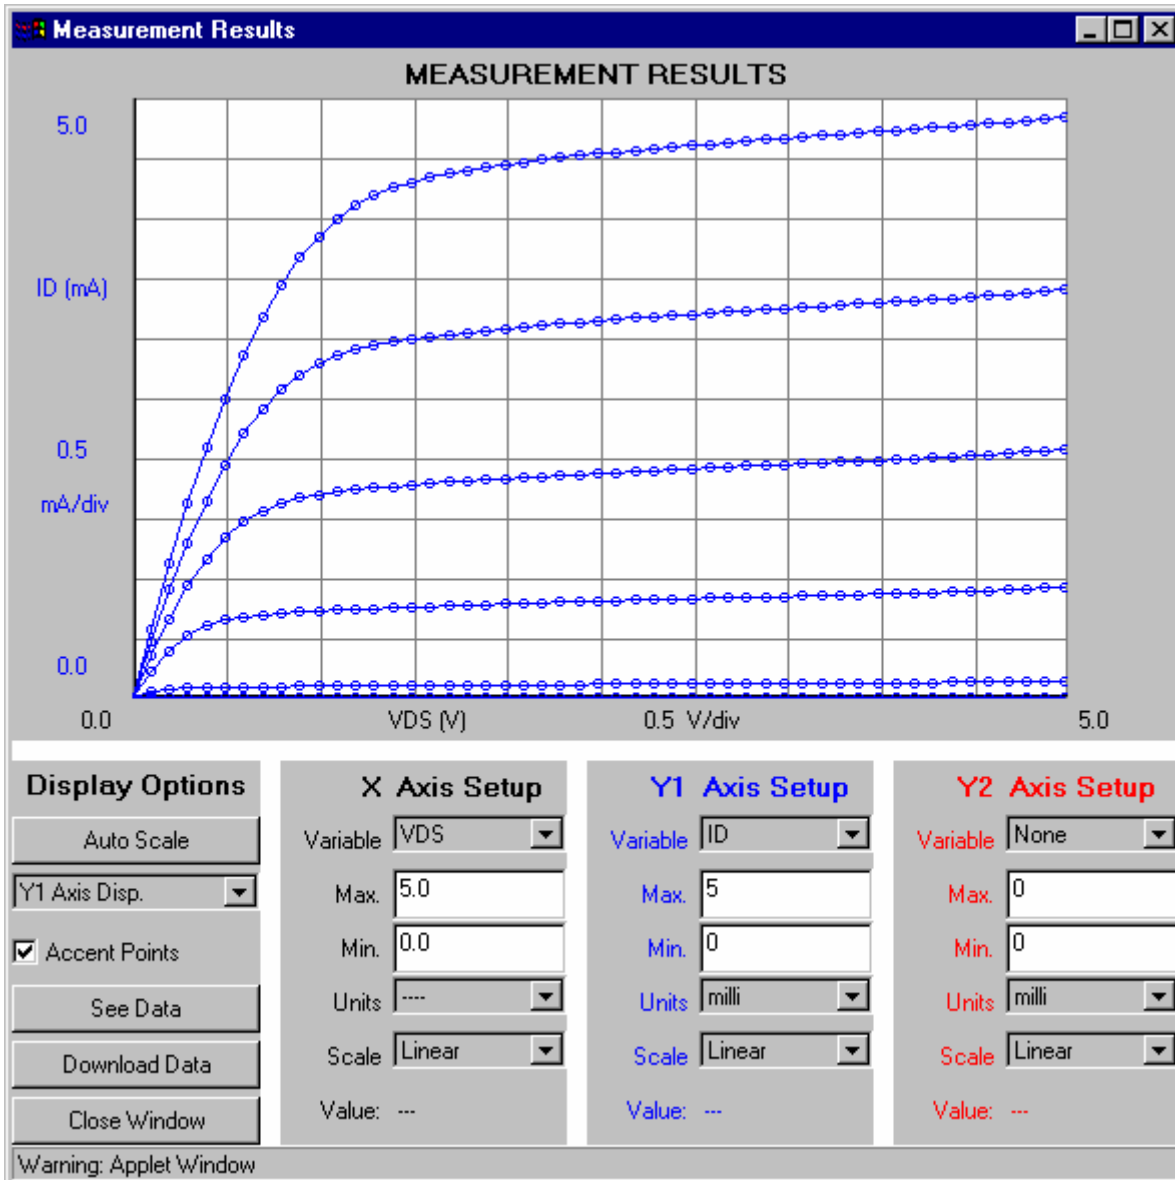 Measurement Results
MEASUREMENT RESULTS
5.0
ID (mA)
0.5
mA/div
0.0
0.0 VDS (V) 0.5 V/div 5.0
Display Options
Auto Scale
Y1 Axis Disp.
Accent Points
See Data
Download Data
Close Window
X Axis Setup
Variable VDS
Max. 5.0
Min. 0.0
Units ----
Scale Linear
Value: ---
Y1 Axis Setup
Variable ID
Max. 5
Min. 0
Units milli
Scale Linear
Value: ---
Y2 Axis Setup
Variable None
Max. 0
Min. 0
Units milli
Scale Linear
Value: ---
Warning: Applet Window